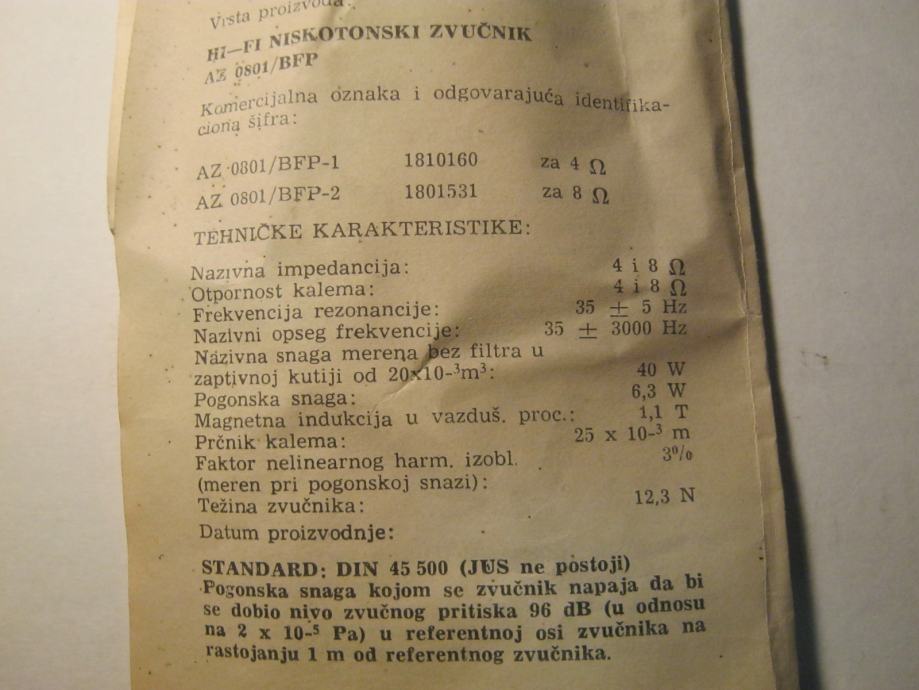 Vrsta proizvoda:
HI—FI NISKOTONSKI ZVUČNIK
AZ 0801/BFP
Komercijalna oznaka i odgovarajuća identifika-
ciona šifra:
AZ 0801/BFP-1 1810160 za 4 Ω
AZ 0801/BFP-2 1801531 za 8 Ω
TEHNIČKE KARAKTERISTIKE:
Nazivna impedancija: 4 i 8 Ω
Otpornost kalema: 4 i 8 Ω
Frekvencija rezonancije: 35 ± 5 Hz
Nazivni opseg frekvencije: 35 ± 3000 Hz
Nazivna snaga merena bez filtra u
zaptivnoj kutiji od 20x10-³m³: 40 W
Pogonska snaga: 6,3 W
Magnetna indukcija u vazduš. proc.: 1,1 T
Prčnik kalema: 25 x 10-³ m
Faktor nelinearnog harm. izobl. 3%
(meren pri pogonskoj snazi):
Težina zvučnika: 12,3 N
Datum proizvodnje:
STANDARD: DIN 45 500 (JUS ne postoji)
Pogonska snaga kojom se zvučnik napaja da bi
se dobio nivo zvučnog pritiska 96 dB (u odnosu
na 2 x 10-⁵ Pa) u referentnoj osi zvučnika na
rastojanju 1 m od referentnog zvučnika.